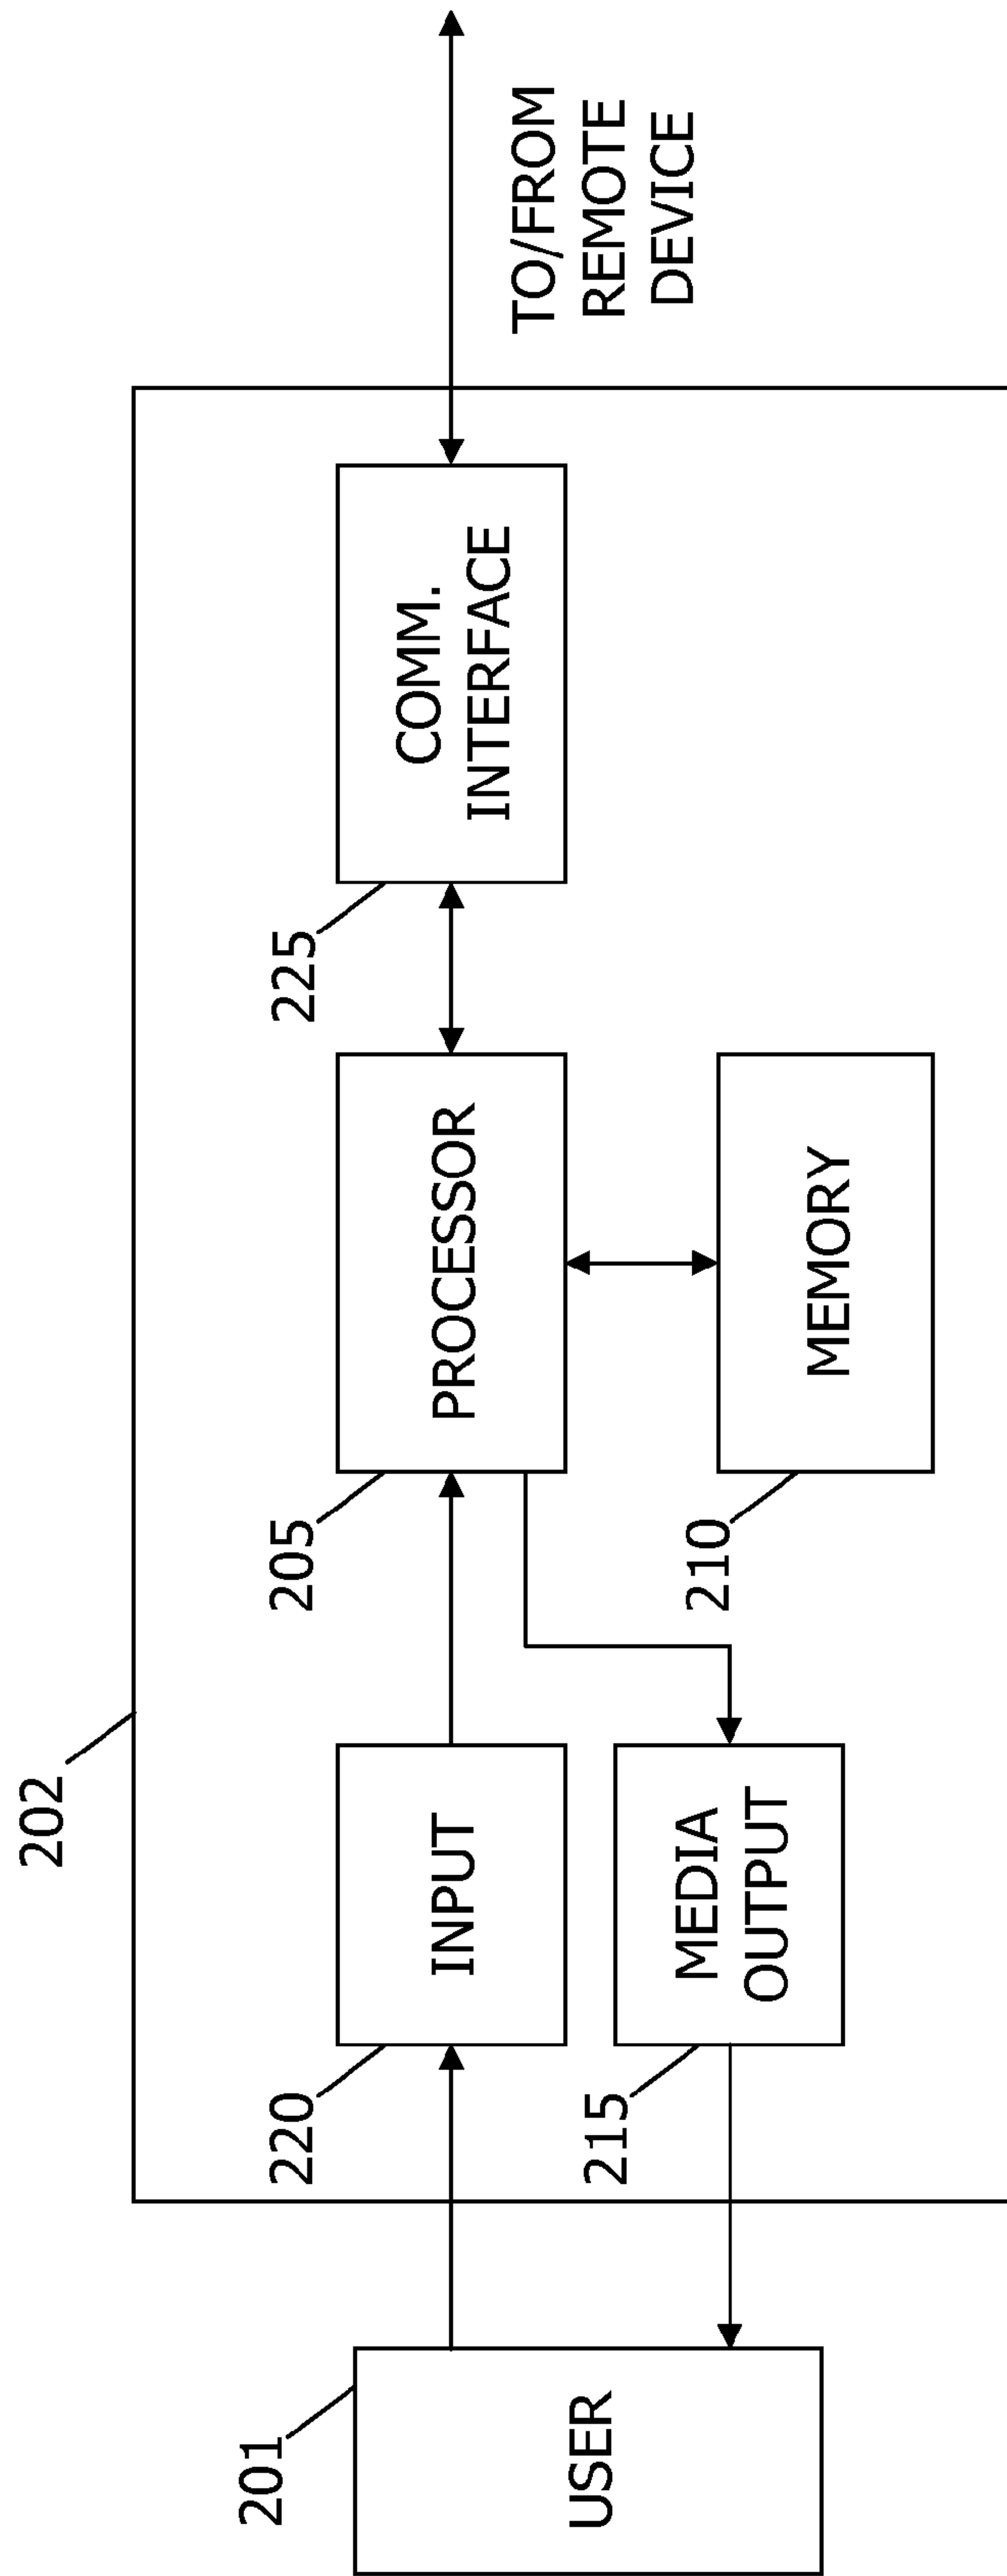 202
201
USER
220
INPUT
215
MEDIA
OUTPUT
205
PROCESSOR
210
MEMORY
225
COMM.
INTERFACE
TO/FROM
REMOTE
DEVICE